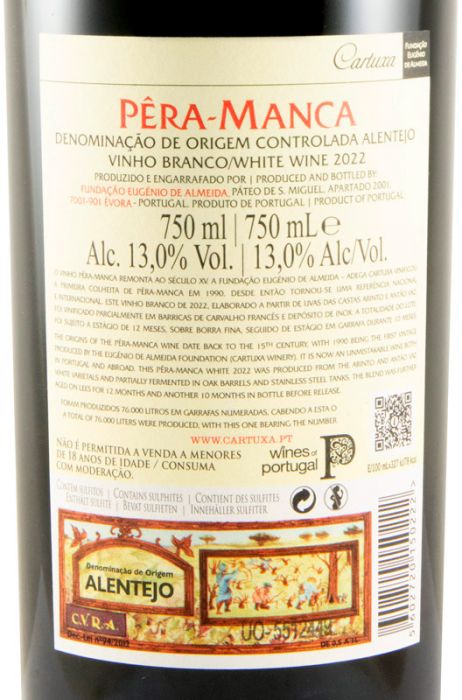 Cartuxa
FUNDAÇÃO
EUGÉNIO
DE ALMEIDA
PÊRA-MANCA
DENOMINAÇÃO DE ORIGEM CONTROLADA ALENTEJO
VINHO BRANCO/WHITE WINE 2022
PRODUZIDO E ENGARRAFADO POR | PRODUCED AND BOTTLED BY:
FUNDAÇÃO EUGÉNIO DE ALMEIDA, PÁTEO DE S. MIGUEL, APARTADO 2001,
7001-901 ÉVORA - PORTUGAL. PRODUTO DE PORTUGAL | PRODUCT OF PORTUGAL.
750 ml | 750 mL ℮
Alc. 13,0% Vol. | 13,0% Alc/Vol.
O VINHO PÊRA-MANCA REMONTA AO SÉCULO XV. A FUNDAÇÃO EUGÉNIO DE ALMEIDA – ADEGA CARTUXA VINIFICOU
A PRIMEIRA COLHEITA DE PÊRA-MANCA EM 1990. DESDE ENTÃO TORNOU-SE UMA REFERÊNCIA NACIONAL
E INTERNACIONAL. ESTE VINHO BRANCO DE 2022, ELABORADO A PARTIR DE UVAS DAS CASTAS ARINTO E ANTÃO VAZ
FOI VINIFICADO PARCIALMENTE EM BARRICAS DE CARVALHO FRANCÊS E DEPÓSITO DE INOX. A TOTALIDADE DO LOTE
FOI SUJEITO A ESTÁGIO DE 12 MESES, SOBRE BORRA FINA, SEGUIDO DE ESTÁGIO EM GARRAFA DURANTE 10 MESES.
THE ORIGINS OF THE PÊRA-MANCA WINE DATE BACK TO THE 15TH CENTURY, WITH 1990 BEING THE FIRST VINTAGE
PRODUCED BY THE EUGÉNIO DE ALMEIDA FOUNDATION (CARTUXA WINERY). IT IS NOW AN UNMISTAKABLE WINE BOTH
IN PORTUGAL AND ABROAD. THIS PÊRA-MANCA WHITE 2022 WAS PRODUCED FROM THE ARINTO AND ANTÃO VAZ
WHITE VARIETALS AND PARTIALLY FERMENTED IN OAK BARRELS AND STAINLESS STEEL TANKS. THE BLEND WAS FURTHER
AGED ON LEES FOR 12 MONTHS AND ANOTHER 10 MONTHS IN BOTTLE BEFORE RELEASE.
FORAM PRODUZIDOS 76.000 LITROS EM GARRAFAS NUMERADAS, CABENDO A ESTA O
A TOTAL OF 76.000 LITERS WERE PRODUCED, WITH THIS ONE BEARING THE NUMBER
WWW.CARTUXA.PT
NÃO É PERMITIDA A VENDA A MENORES
DE 18 ANOS DE IDADE / CONSUMA
COM MODERAÇÃO.
wines of
portugal
P
CONTÉM SULFITOS | CONTAINS SULPHITES | CONTIENT DES SULFITES
ENTHÄLT SULFITE | BEVAT SULFIETEN | INNEHÅLLER SULFITER
5602720150222
Denominação de Origem
ALENTEJO
C.V.R.A.
Dec.-Lei nº
DE 0,5 A 1L